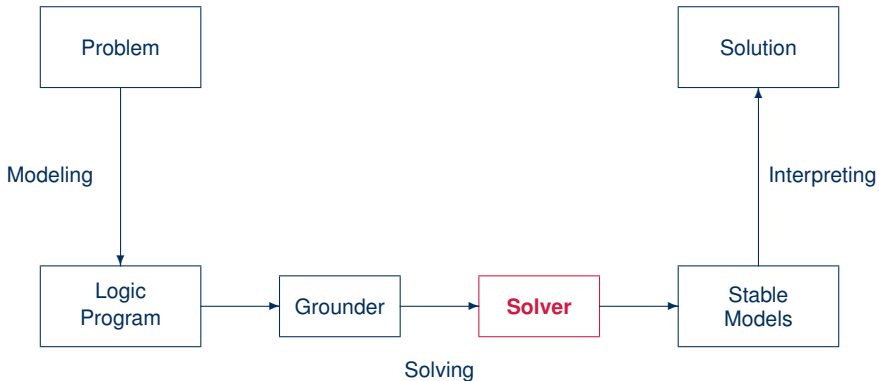 Problem
Solution
Modeling
Interpreting
Logic
Program
Grounder
Solver
Stable
Models
Solving